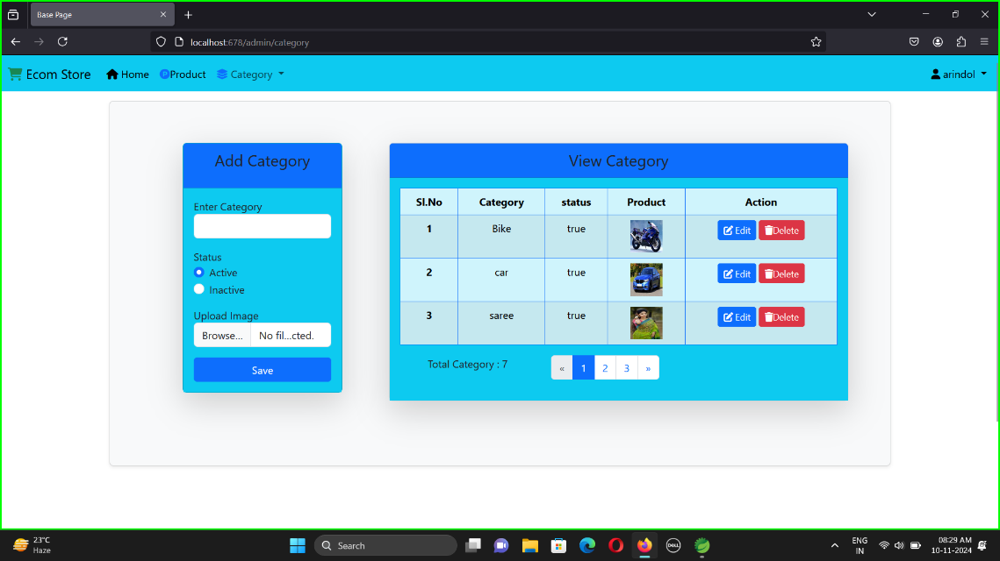 Base Page
localhost:678/admin/category
Ecom Store Home Product Category arindol
Add Category
Enter Category
Status
Active
Inactive
Upload Image
Browse... No fil...cted.
Save
View Category
Sl.No Category status Product Action
1 Bike true Edit Delete
2 car true Edit Delete
3 saree true Edit Delete
Total Category : 7 « 1 2 3 »
23°C
Haze
Search
DELL
ENG
IN
08:29 AM
10-11-2024